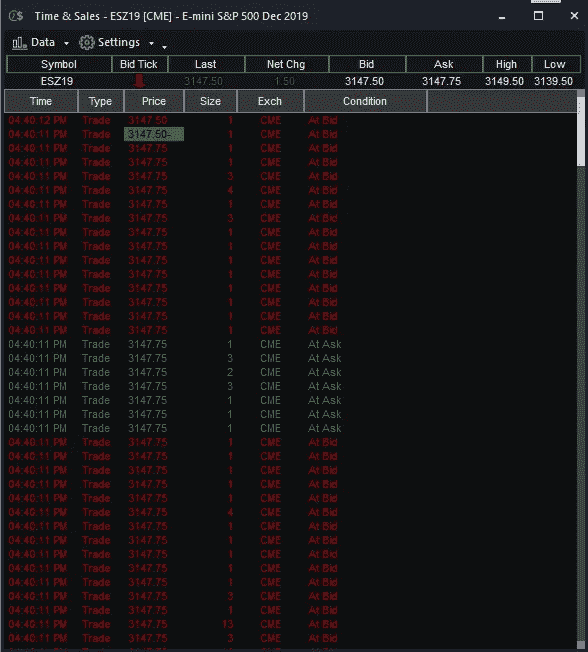 Time & Sales - ESZ19 [CME] - E-mini S&P 500 Dec 2019
Data Settings
Symbol Bid Tick Last Net Chg Bid Ask High Low
ESZ19 3147.50 1.50 3147.50 3147.75 3149.50 3139.50
Time Type Price Size Exch Condition
04:40:12 PM Trade 3147.50 1 CME At Bid
04:40:11 PM Trade 3147.50- 1 CME At Bid
04:40:11 PM Trade 3147.75 1 CME At Bid
04:40:11 PM Trade 3147.75 1 CME At Bid
04:40:11 PM Trade 3147.75 3 CME At Bid
04:40:11 PM Trade 3147.75 4 CME At Bid
04:40:11 PM Trade 3147.75 1 CME At Bid
04:40:11 PM Trade 3147.75 3 CME At Bid
04:40:11 PM Trade 3147.75 1 CME At Bid
04:40:11 PM Trade 3147.75 1 CME At Bid
04:40:11 PM Trade 3147.75 1 CME At Bid
04:40:11 PM Trade 3147.75 1 CME At Bid
04:40:11 PM Trade 3147.75 1 CME At Bid
04:40:11 PM Trade 3147.75 1 CME At Bid
04:40:11 PM Trade 3147.75 1 CME At Bid
04:40:11 PM Trade 3147.75 1 CME At Bid
04:40:11 PM Trade 3147.75 1 CME At Ask
04:40:11 PM Trade 3147.75 3 CME At Ask
04:40:11 PM Trade 3147.75 2 CME At Ask
04:40:11 PM Trade 3147.75 3 CME At Ask
04:40:11 PM Trade 3147.75 1 CME At Ask
04:40:11 PM Trade 3147.75 1 CME At Ask
04:40:11 PM Trade 3147.75 1 CME At Ask
04:40:11 PM Trade 3147.75 1 CME At Bid
04:40:11 PM Trade 3147.75 1 CME At Bid
04:40:11 PM Trade 3147.75 1 CME At Bid
04:40:11 PM Trade 3147.75 1 CME At Bid
04:40:11 PM Trade 3147.75 1 CME At Bid
04:40:11 PM Trade 3147.75 4 CME At Bid
04:40:11 PM Trade 3147.75 1 CME At Bid
04:40:11 PM Trade 3147.75 1 CME At Bid
04:40:11 PM Trade 3147.75 1 CME At Bid
04:40:11 PM Trade 3147.75 1 CME At Bid
04:40:11 PM Trade 3147.75 1 CME At Bid
04:40:11 PM Trade 3147.75 3 CME At Bid
04:40:11 PM Trade 3147.75 1 CME At Bid
04:40:11 PM Trade 3147.75 13 CME At Bid
04:40:11 PM Trade 3147.75 3 CME At Bid